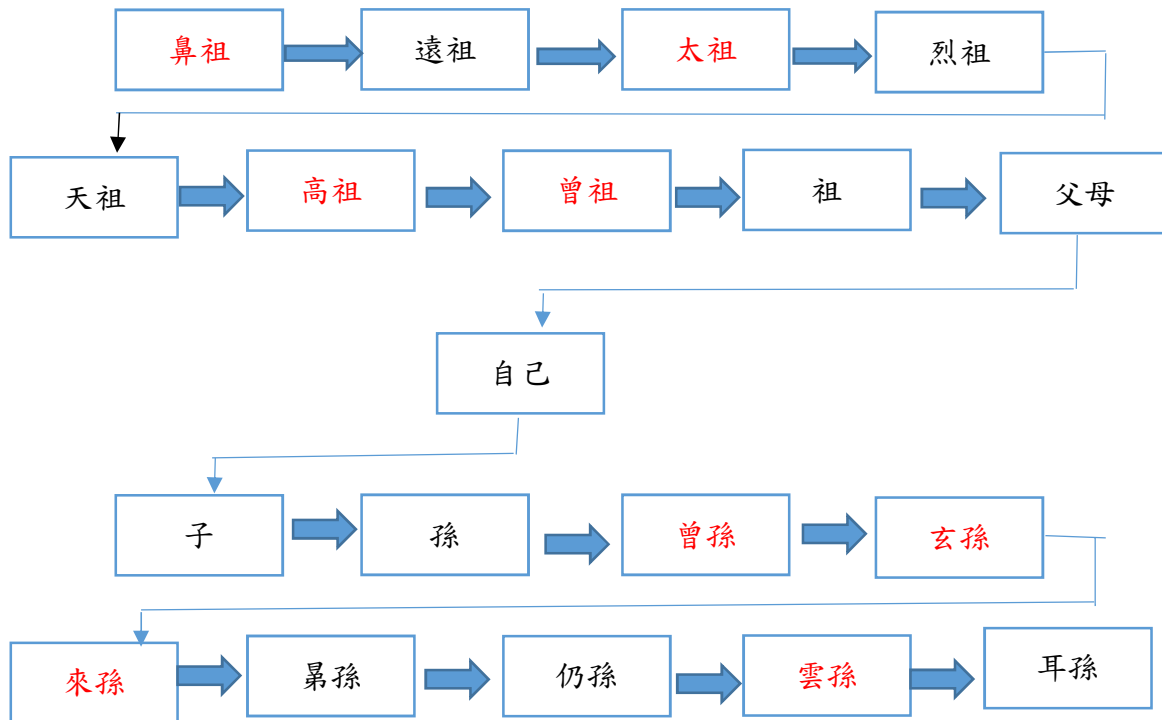 鼻祖 遠祖 太祖 烈祖
天祖 高祖 曾祖 祖 父母
自己
子 孫 曾孫 玄孫
來孫 晜孫 仍孫 雲孫 耳孫